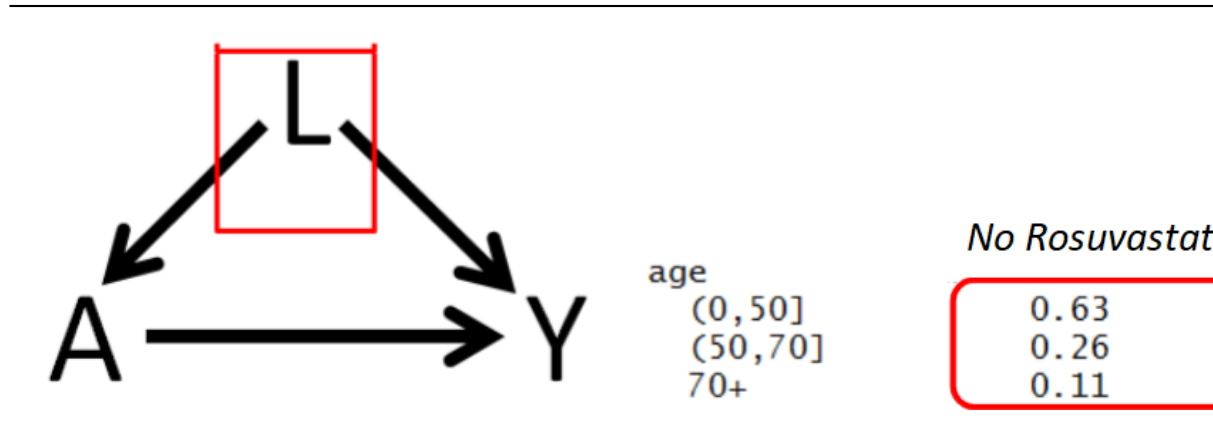 L
A
Y
No Rosuvastat
age
(0,50] 0.63
(50,70] 0.26
70+ 0.11